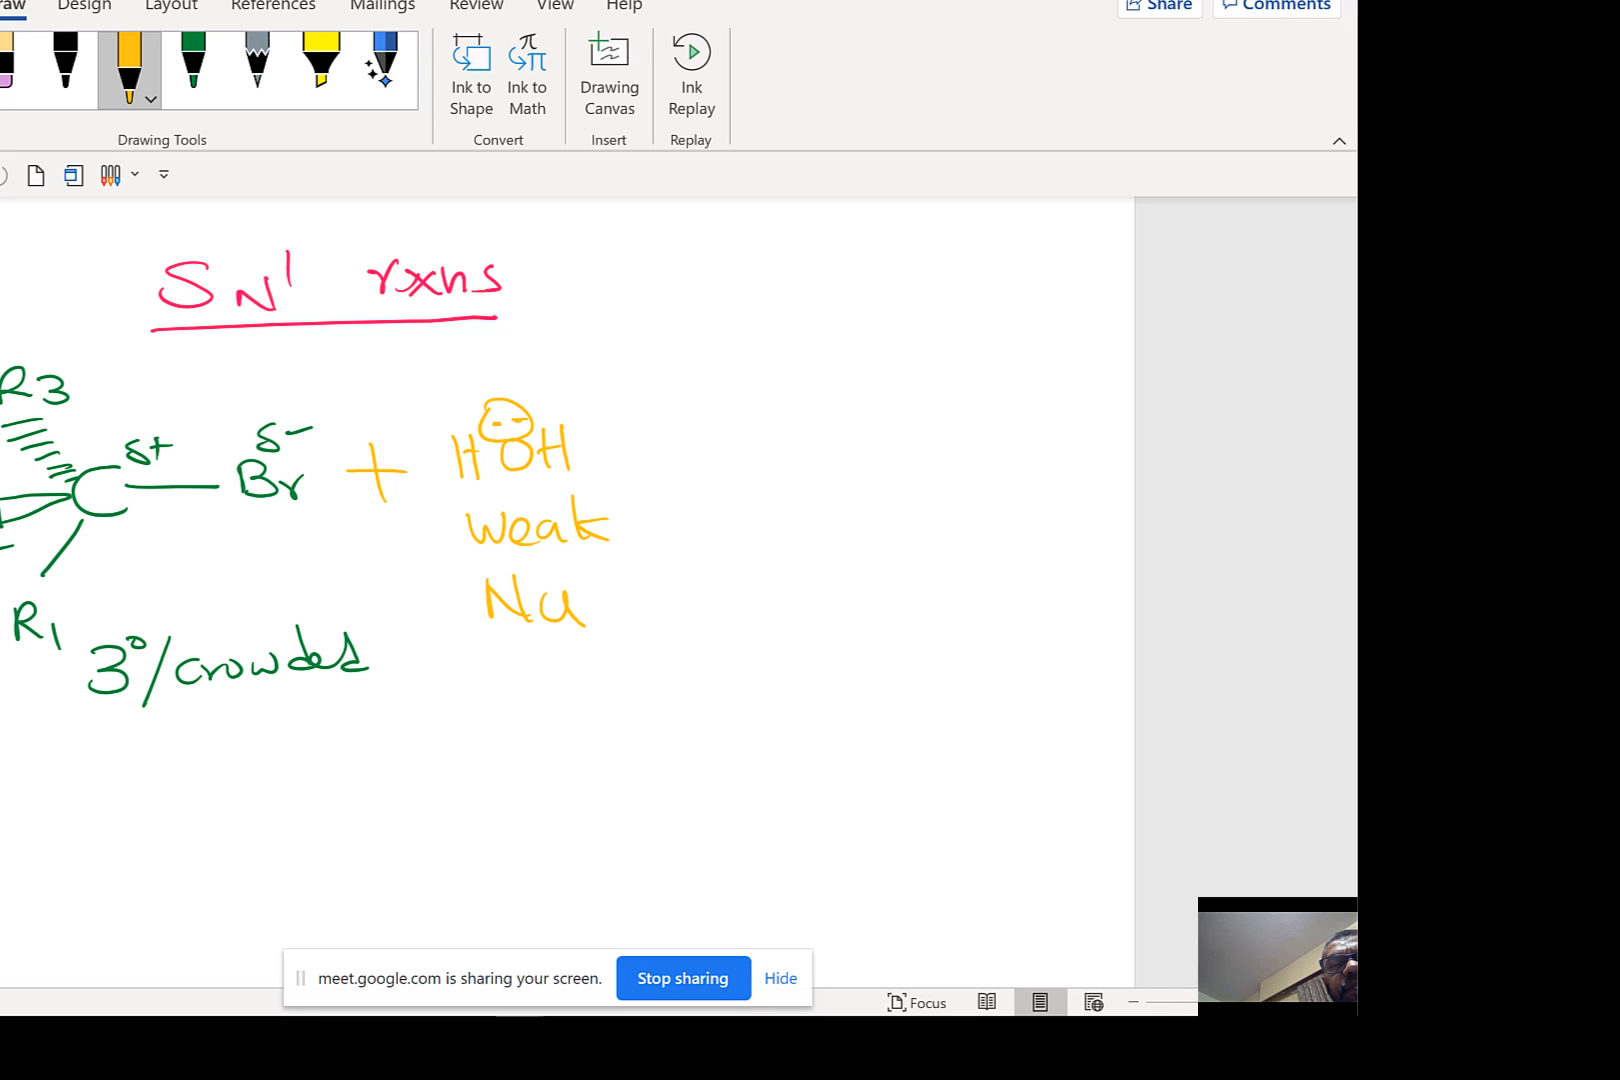 aw Design Layout References Mailings Review View Help Share Comments
Ink to Shape
Ink to Math
Drawing Canvas
Ink Replay
Drawing Tools Convert Insert Replay
SN1 rxns
R3
δ+ δ-
C Br + HOH
weak
Nu
R1
3°/crowded
meet.google.com is sharing your screen. Stop sharing Hide
Focus